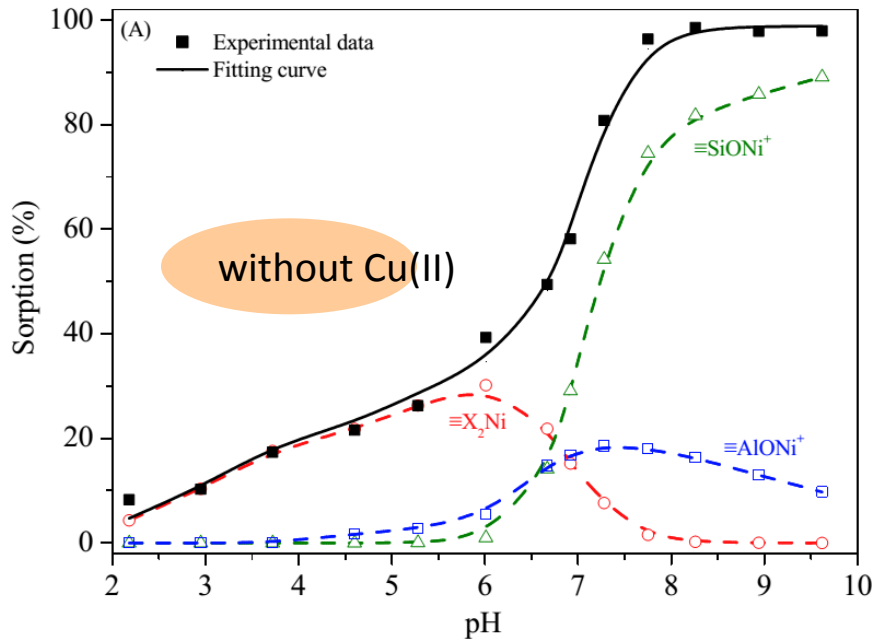 (A)
Experimental data
Fitting curve
without Cu(II)
≡SiONi⁺
≡X₂Ni
≡AlONi⁺
Sorption (%)
100
80
60
40
20
0
2 3 4 5 6 7 8 9 10
pH